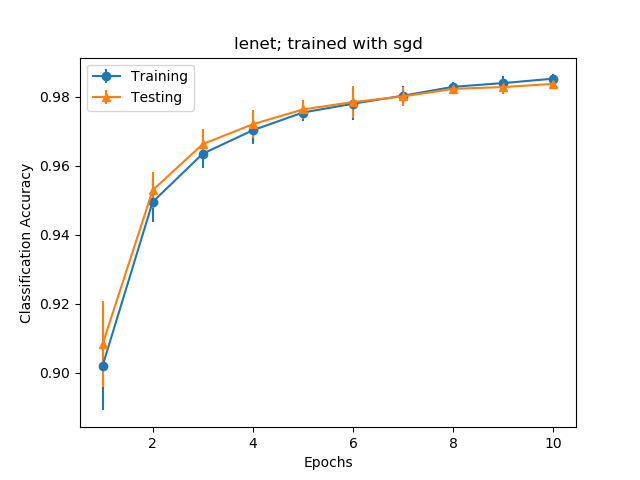 lenet; trained with sgd
Training
Testing
Classification Accuracy
0.98
0.96
0.94
0.92
0.90
2 4 6 8 10
Epochs